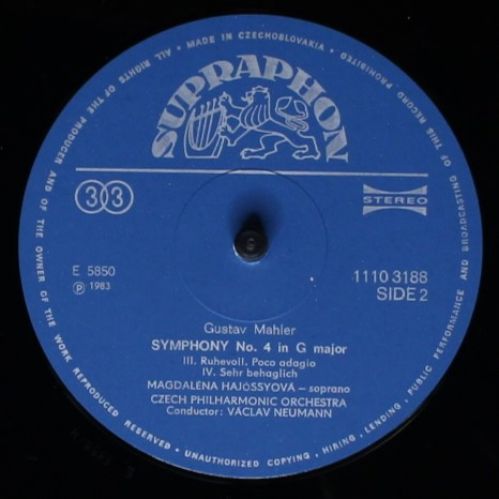 MADE IN CZECHOSLOVAKIA • ALL RIGHTS OF THE PRODUCER AND OF THE OWNER OF THE WORK REPRODUCED RESERVED • UNAUTHORIZED COPYING, HIRING, LENDING, PUBLIC PERFORMANCE AND BROADCASTING OF THIS RECORD PROHIBITED •
SUPRAPHON
33
STEREO
E 5850
℗ 1983
1110 3188
SIDE 2
Gustav Mahler
SYMPHONY No. 4 in G major
III. Ruhevoll. Poco adagio
IV. Sehr behaglich
MAGDALÉNA HAJÓSSYOVÁ – soprano
CZECH PHILHARMONIC ORCHESTRA
Conductor: VÁCLAV NEUMANN